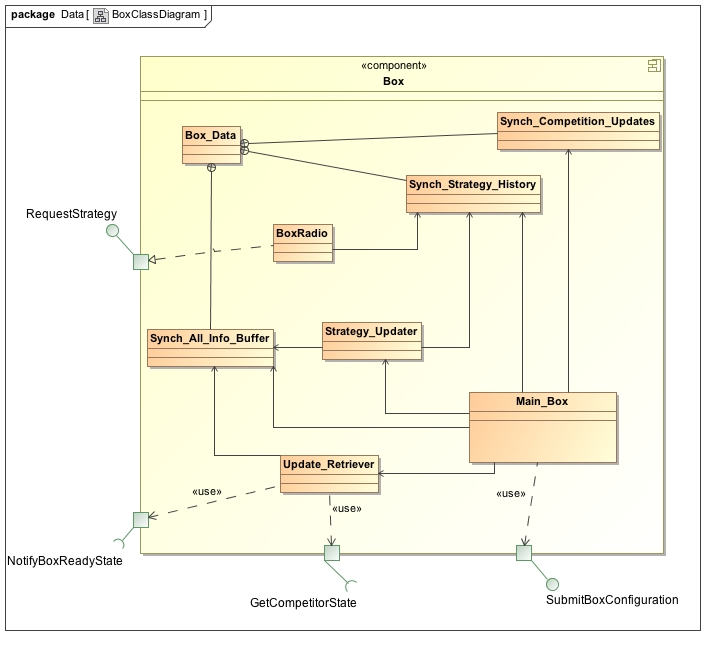 package Data[ BoxClassDiagram ]
«component»
Box
Synch_Competition_Updates
Box_Data
Synch_Strategy_History
RequestStrategy
BoxRadio
Strategy_Updater
Synch_All_Info_Buffer
Main_Box
Update_Retriever
«use»
«use»
«use»
NotifyBoxReadyState
GetCompetitorState
SubmitBoxConfiguration